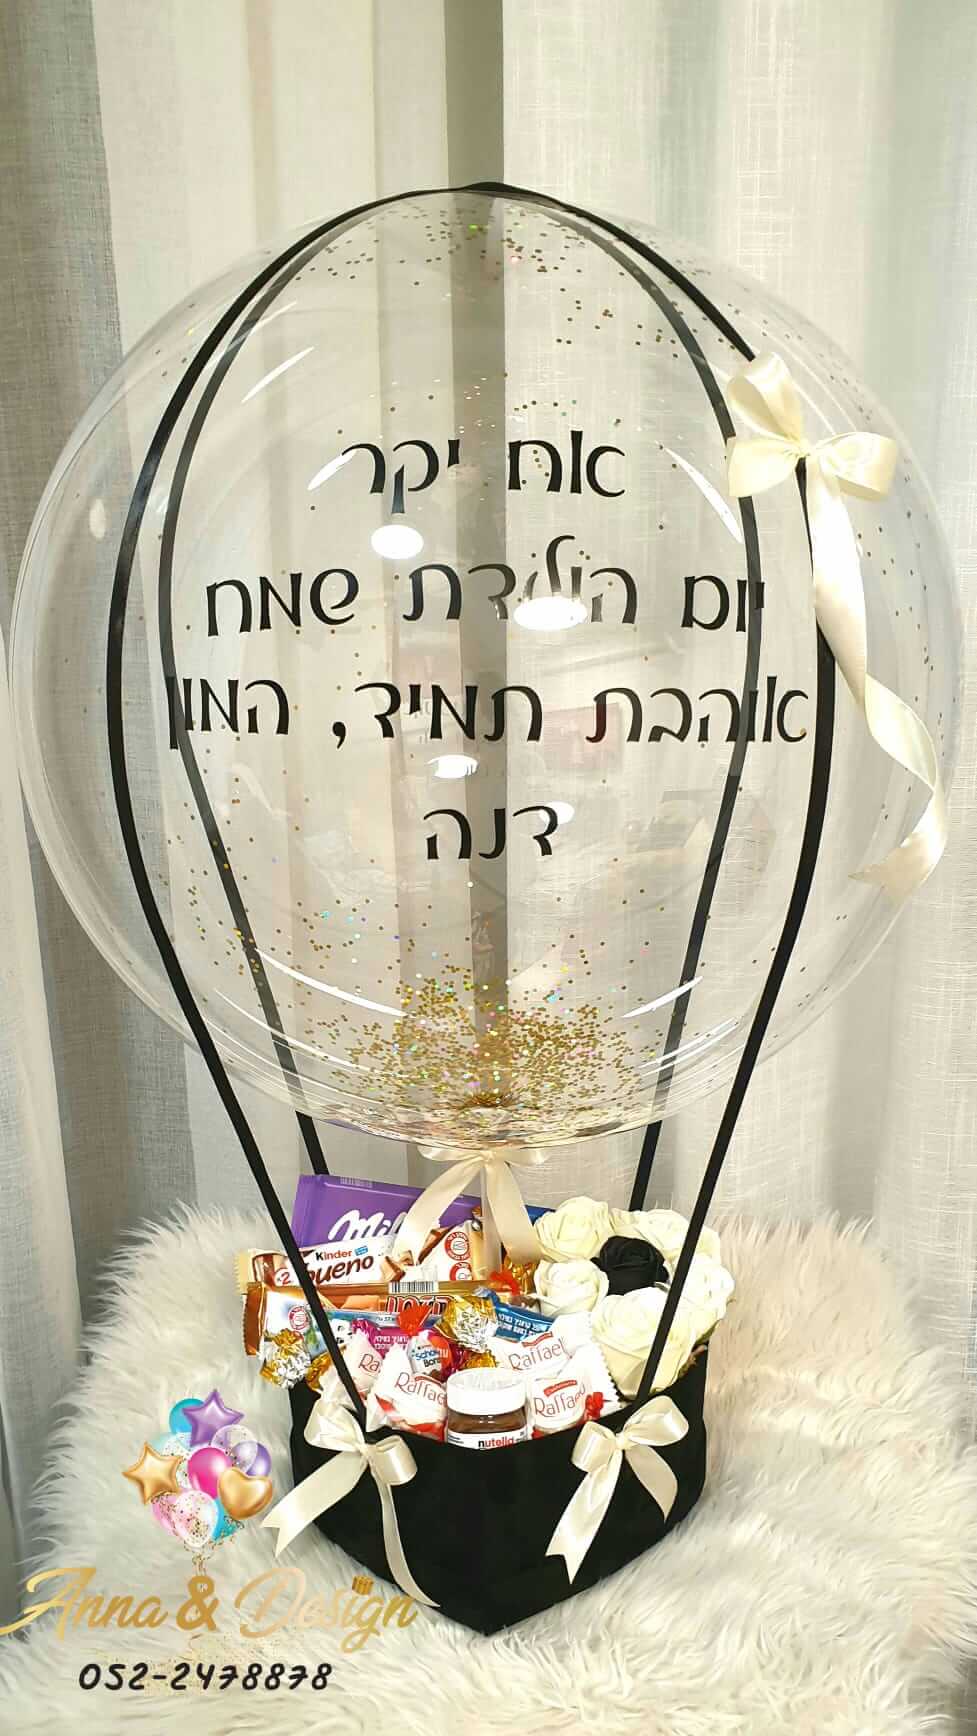 אח יקר
יום הולדת שמח
אוהבת תמיד, המון
דנה
Milka
Kinder
bueno
Raffaello
Raffaello
Raffaello
nutella
Anna & Design
052-2478878